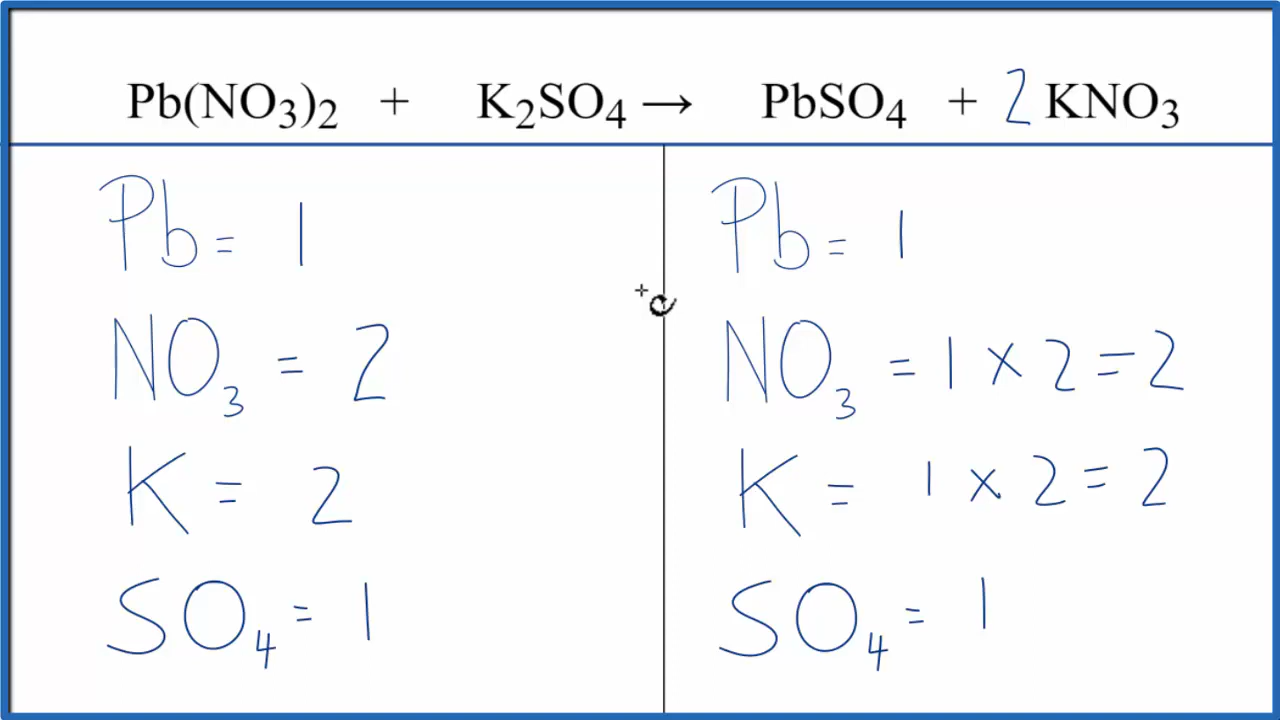 Pb(NO₃)₂ + K₂SO₄ → PbSO₄ + 2 KNO₃
Pb = 1
NO₃ = 2
K = 2
SO₄ = 1
Pb = 1
NO₃ = 1 × 2 = 2
K = 1 × 2 = 2
SO₄ = 1